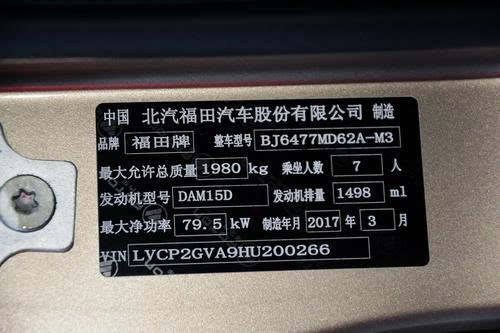 中国 北汽福田汽车股份有限公司 制造
品牌 福田牌 整车型号 BJ6477MD62A-M3
最大允许总质量 1980 kg 乘坐人数 7 人
发动机型号 DAM15D 发动机排量 1498 ml
最大净功率 79.5 kW 制造年月 2017 年 3 月
VIN LVCP2GVA9HU200266